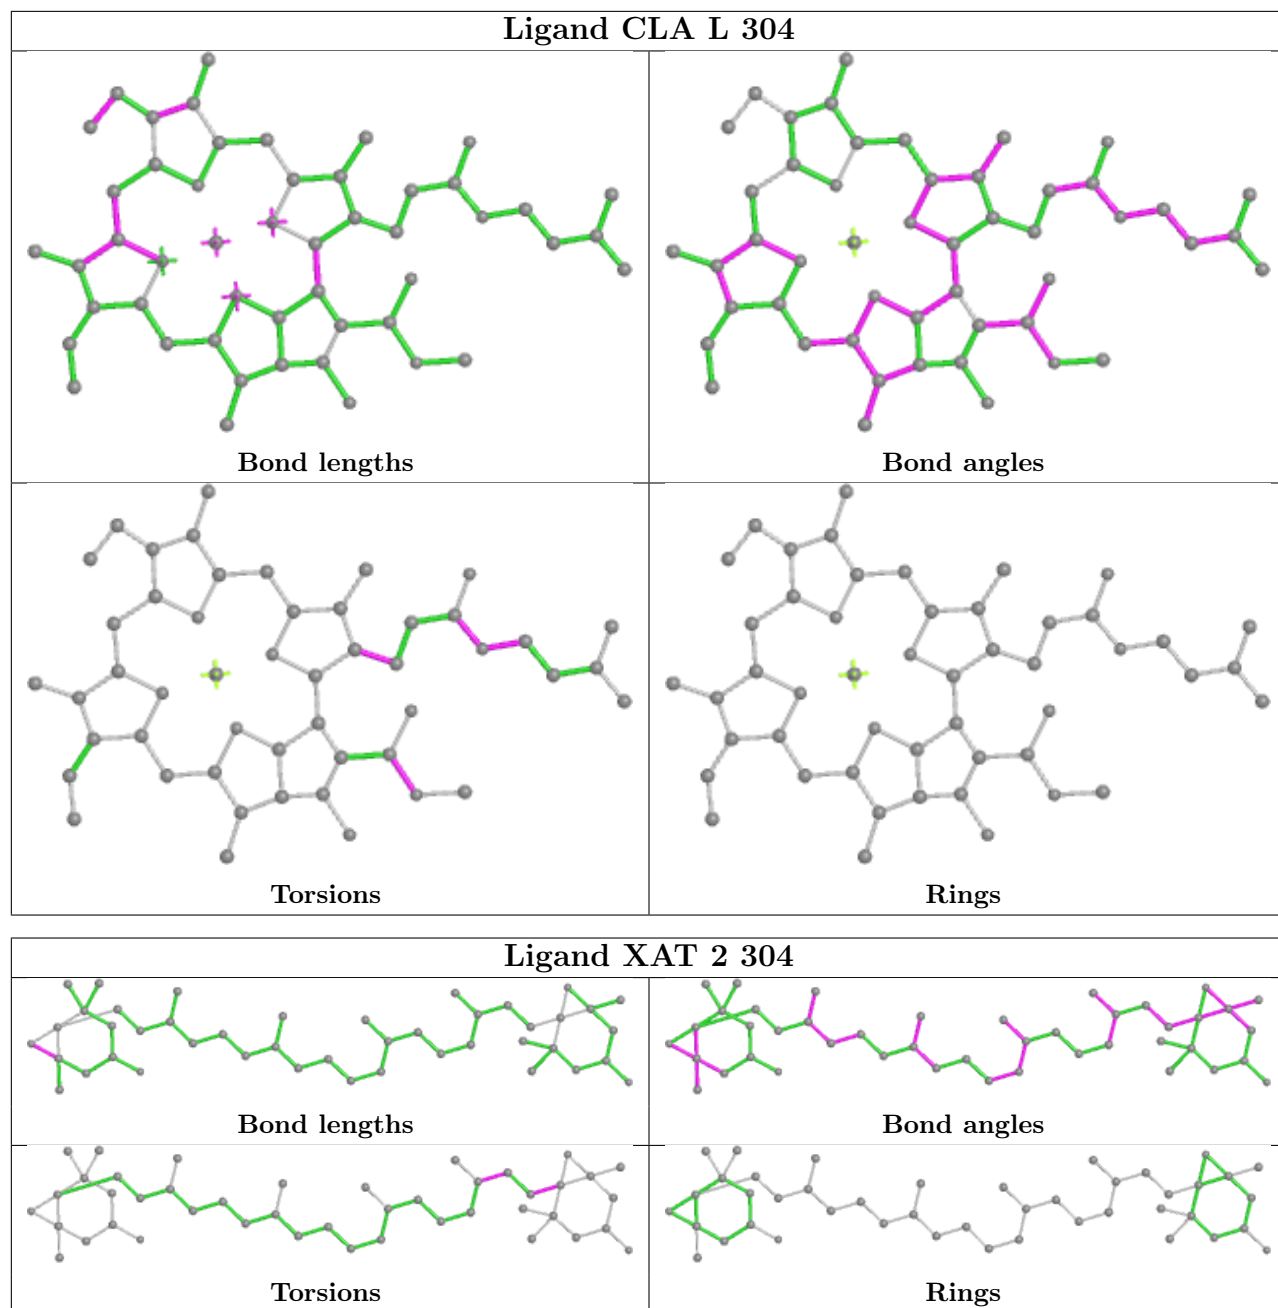 Ligand CLA L 304
Bond lengths
Bond angles
Torsions
Rings
Ligand XAT 2 304
Bond lengths
Bond angles
Torsions
Rings